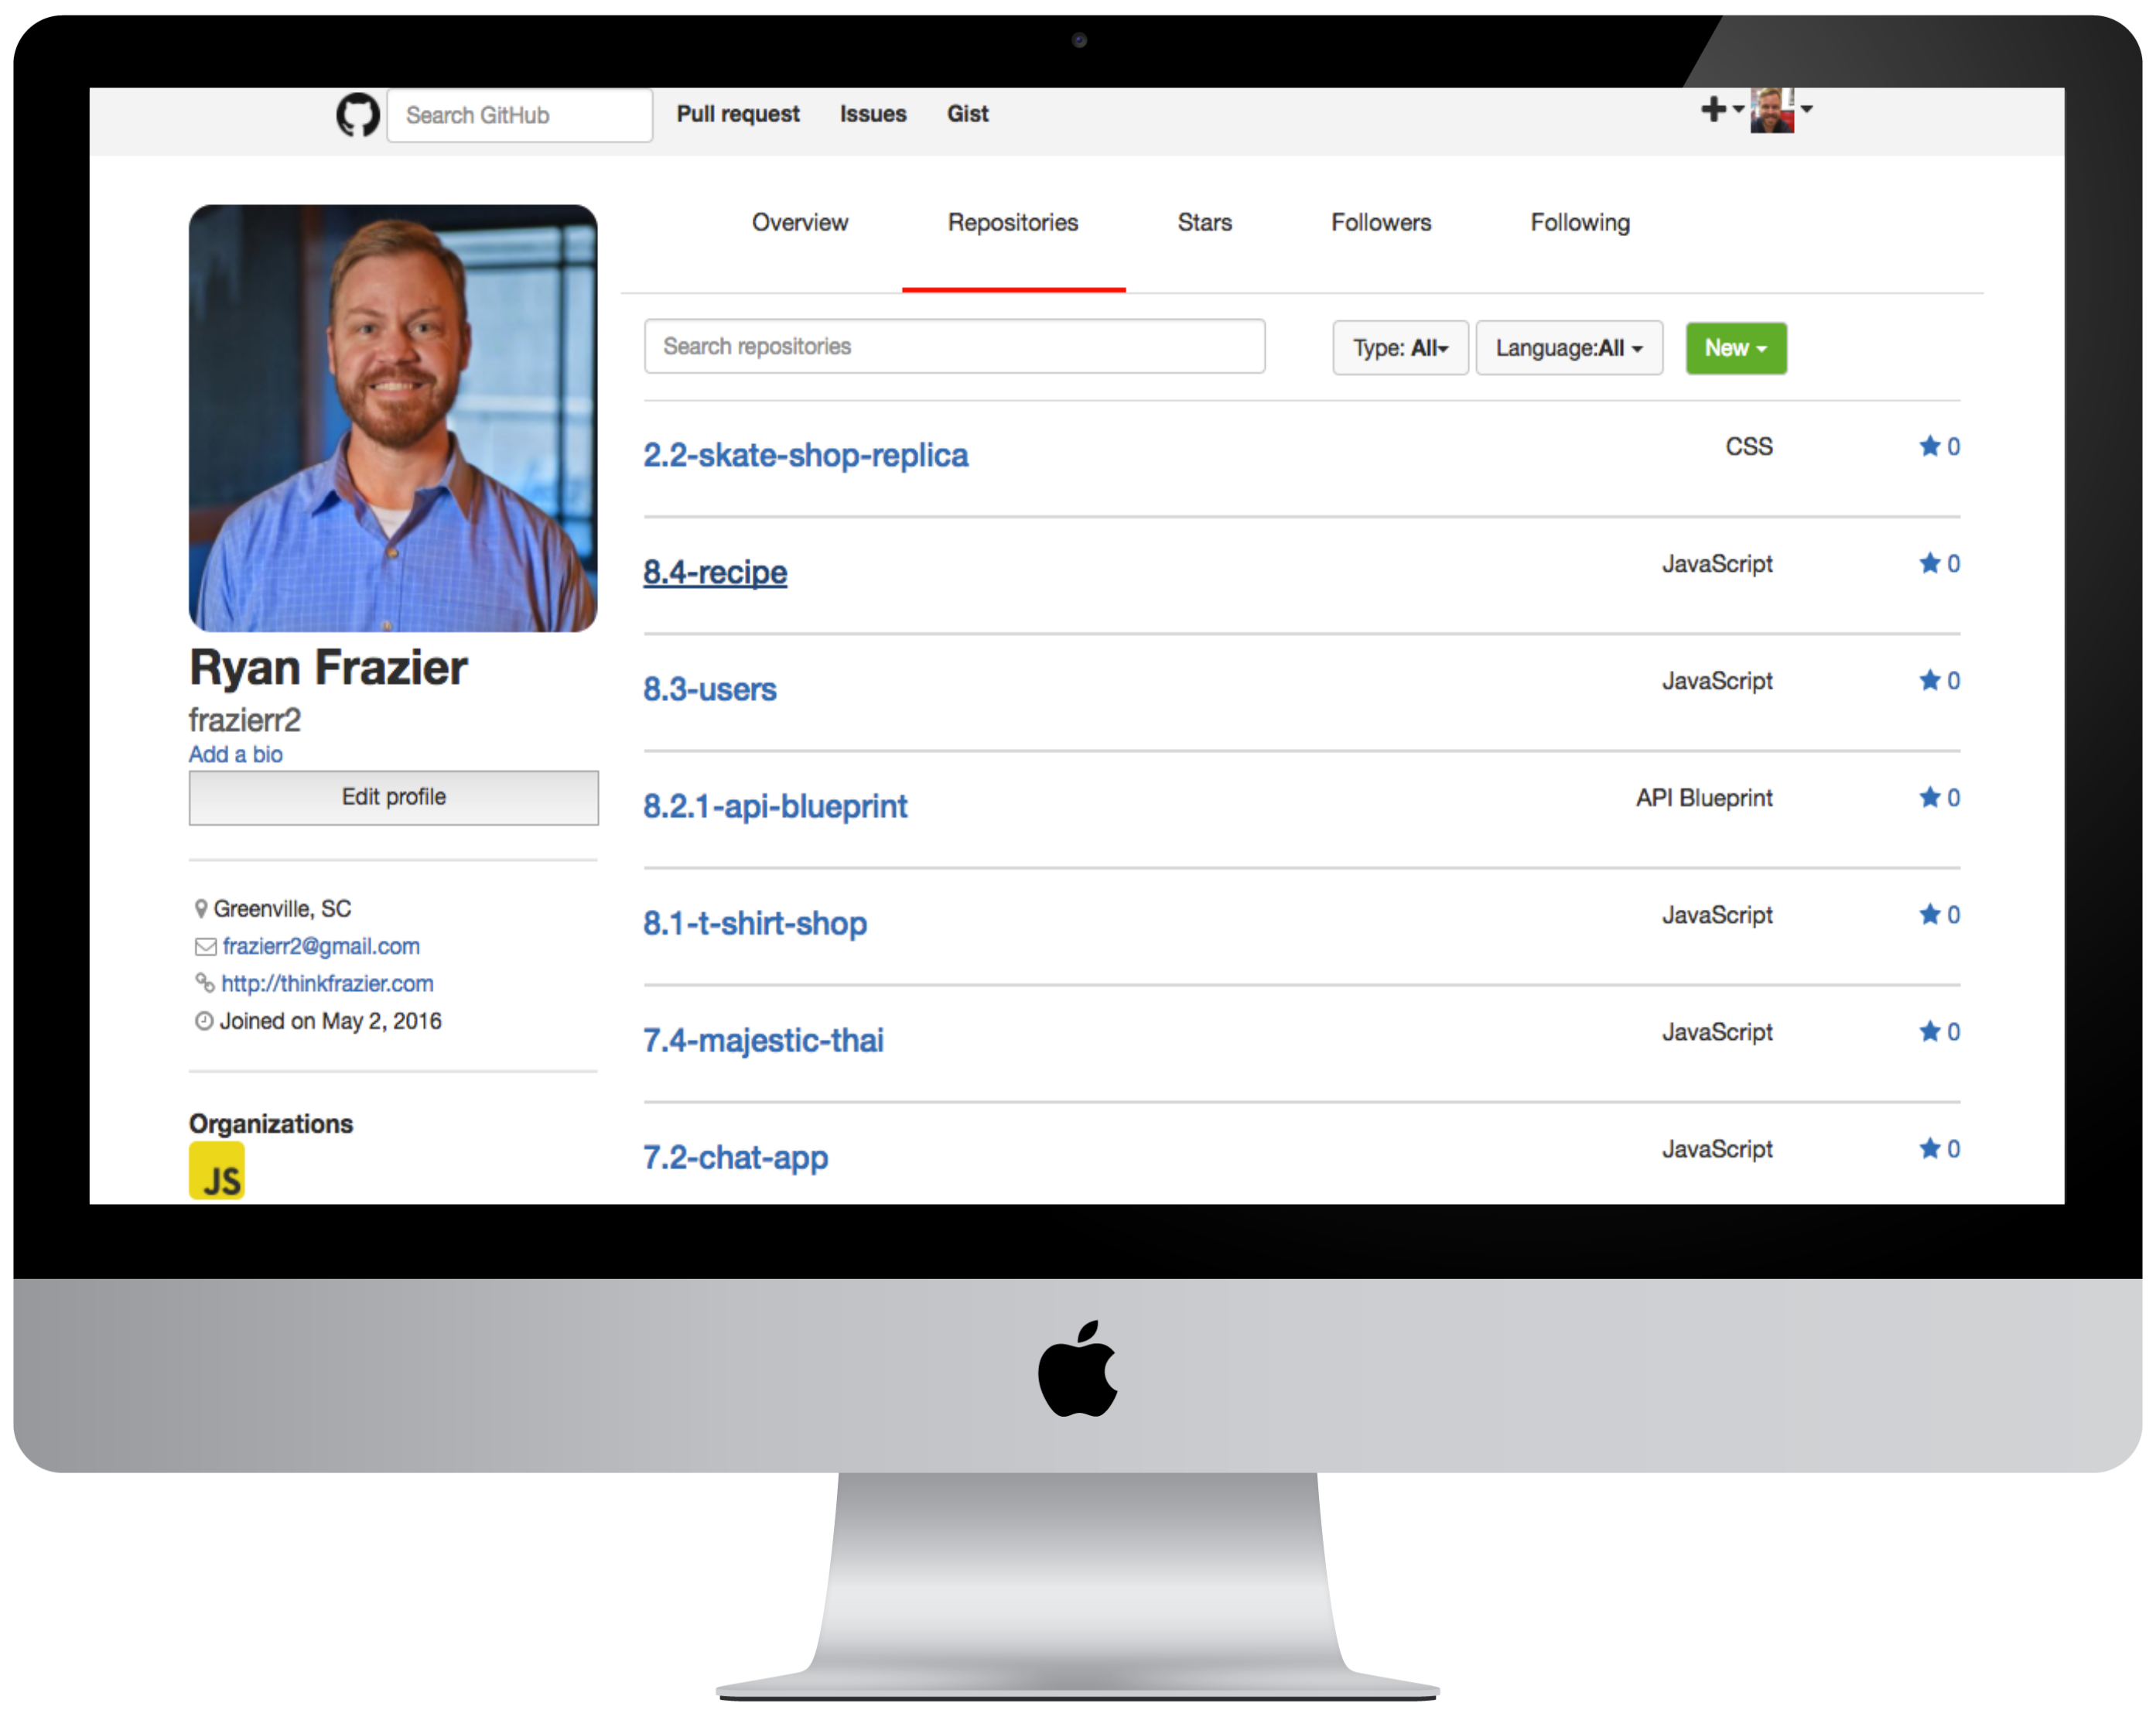 Search GitHub Pull request Issues Gist
Overview Repositories Stars Followers Following
Search repositories Type: All Language:All New
2.2-skate-shop-replica CSS 0
8.4-recipe JavaScript 0
8.3-users JavaScript 0
8.2.1-api-blueprint API Blueprint 0
8.1-t-shirt-shop JavaScript 0
7.4-majestic-thai JavaScript 0
7.2-chat-app JavaScript 0
Ryan Frazier
frazierr2
Add a bio
Edit profile
Greenville, SC
frazierr2@gmail.com
http://thinkfrazier.com
Joined on May 2, 2016
Organizations
JS